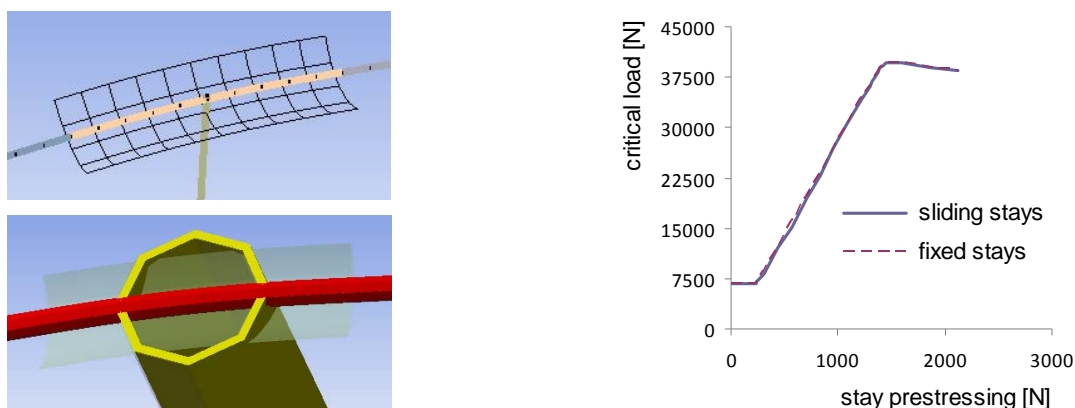 critical load [N]
45000
37500
30000
22500
15000
7500
0
sliding stays
fixed stays
0 1000 2000 3000
stay prestressing [N]